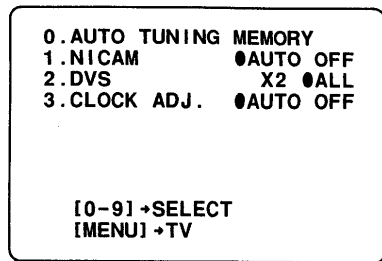 0.AUTO TUNING MEMORY
1.NICAM ●AUTO OFF
2.DVS X2 ●ALL
3.CLOCK ADJ. ●AUTO OFF
[0-9]→SELECT
[MENU]→TV